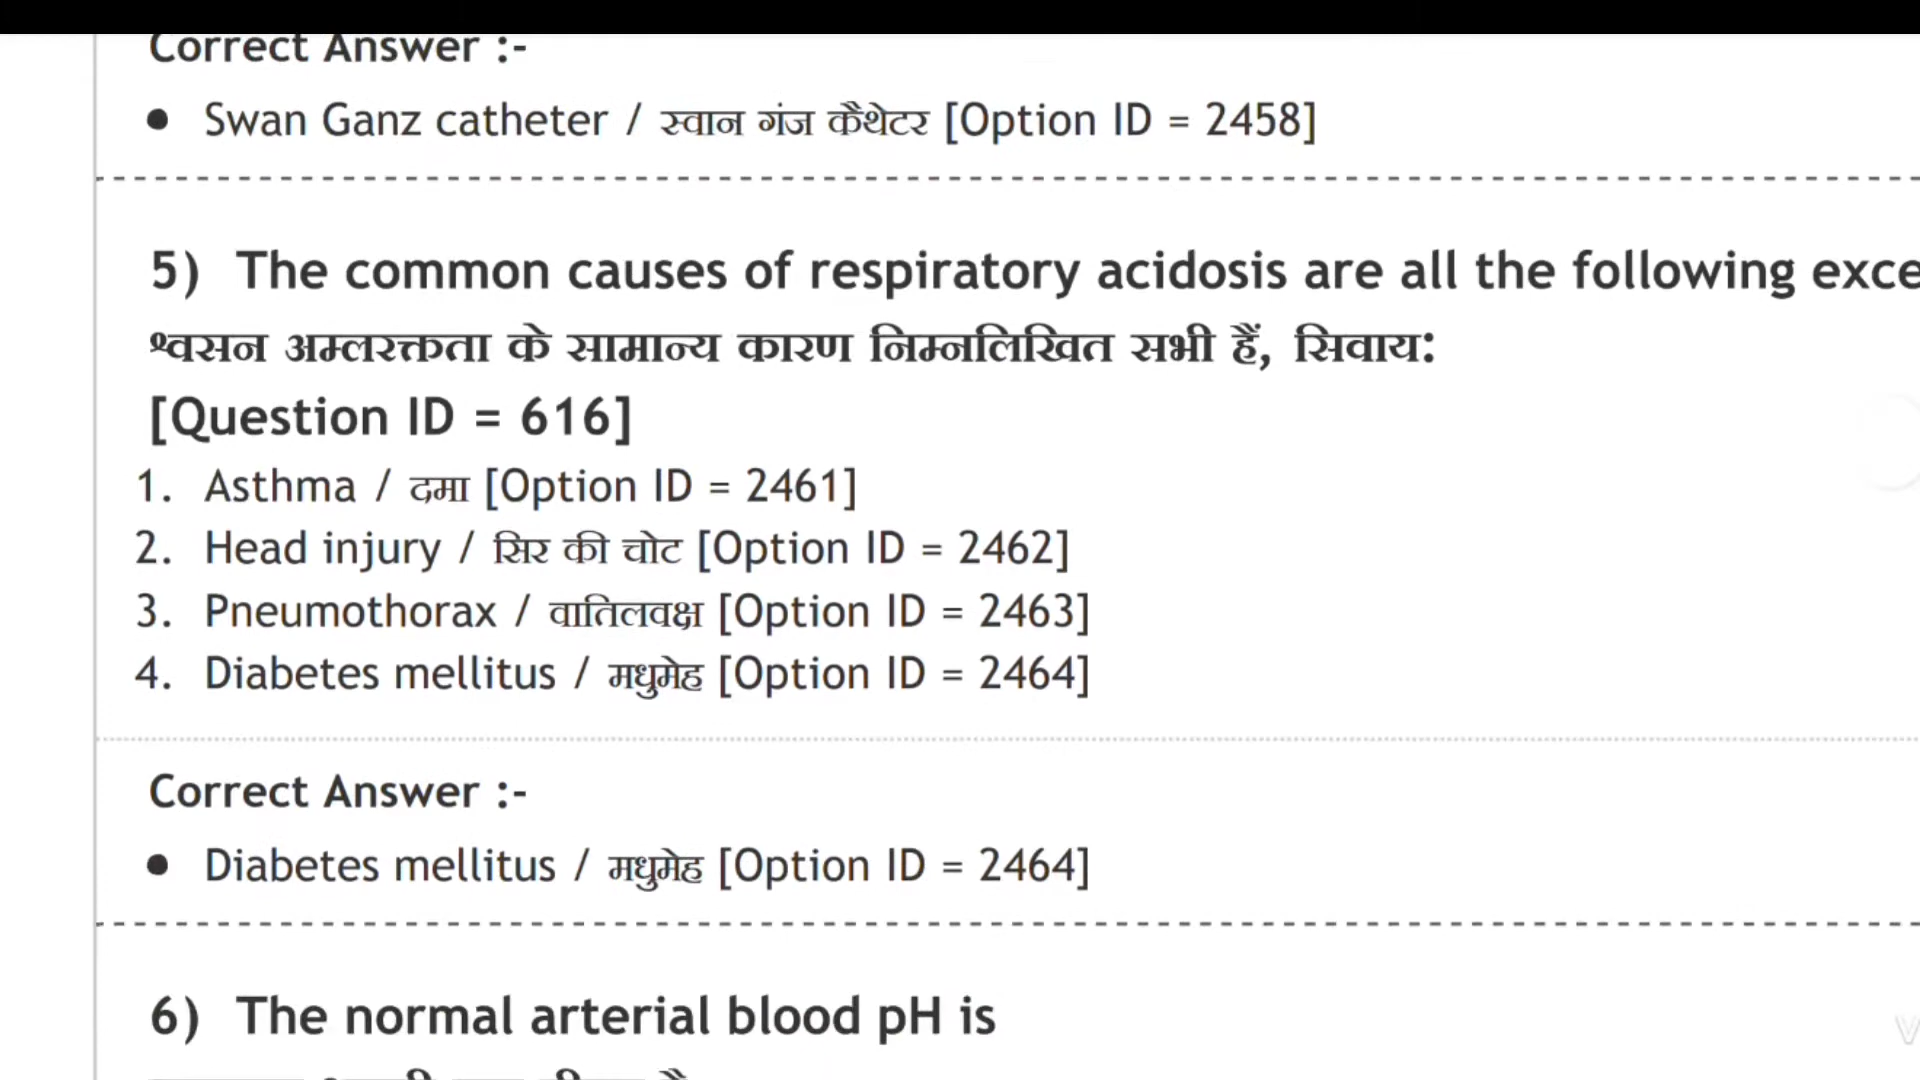 Correct Answer :-
● Swan Ganz catheter / स्वान गंज कैथेटर [Option ID = 2458]
5) The common causes of respiratory acidosis are all the following exce
श्वसन अम्लरक्तता के सामान्य कारण निम्नलिखित सभी हैं, सिवाय:
[Question ID = 616]
1. Asthma / दमा [Option ID = 2461]
2. Head injury / सिर की चोट [Option ID = 2462]
3. Pneumothorax / वातिलवक्ष [Option ID = 2463]
4. Diabetes mellitus / मधुमेह [Option ID = 2464]
Correct Answer :-
● Diabetes mellitus / मधुमेह [Option ID = 2464]
6) The normal arterial blood pH is